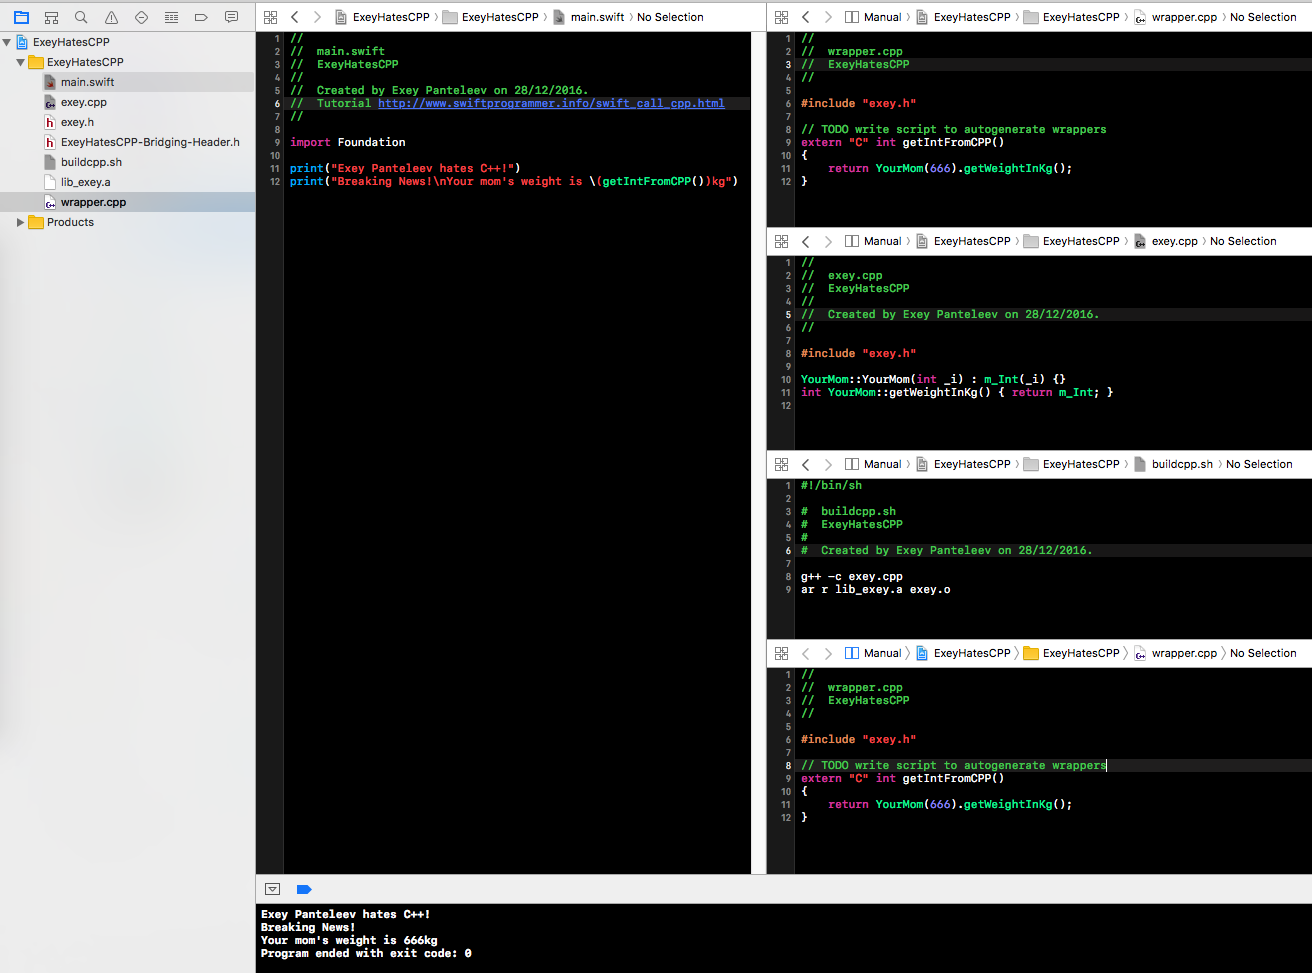 ExeyHatesCPP
ExeyHatesCPP
main.swift
exey.cpp
exey.h
ExeyHatesCPP-Bridging-Header.h
buildcpp.sh
lib_exey.a
wrapper.cpp
Products
ExeyHatesCPP ExeyHatesCPP main.swift No Selection
1 //
2 //  main.swift
3 //  ExeyHatesCPP
4 //
5 //  Created by Exey Panteleev on 28/12/2016.
6 //  Tutorial http://www.swiftprogrammer.info/swift_call_cpp.html
7 //
8
9 import Foundation
10
11 print("Exey Panteleev hates C++!")
12 print("Breaking News!\nYour mom's weight is \(getIntFromCPP())kg")
Manual ExeyHatesCPP ExeyHatesCPP wrapper.cpp No Selection
1 //
2 //  wrapper.cpp
3 //  ExeyHatesCPP
4 //
5
6 #include "exey.h"
7
8 // TODO write script to autogenerate wrappers
9 extern "C" int getIntFromCPP()
10 {
11     return YourMom(666).getWeightInKg();
12 }
Manual ExeyHatesCPP ExeyHatesCPP exey.cpp No Selection
1 //
2 //  exey.cpp
3 //  ExeyHatesCPP
4 //
5 //  Created by Exey Panteleev on 28/12/2016.
6 //
7
8 #include "exey.h"
9
10 YourMom::YourMom(int _i) : m_Int(_i) {}
11 int YourMom::getWeightInKg() { return m_Int; }
12
Manual ExeyHatesCPP ExeyHatesCPP buildcpp.sh No Selection
1 #!/bin/sh
2
3 #  buildcpp.sh
4 #  ExeyHatesCPP
5 #
6 #  Created by Exey Panteleev on 28/12/2016.
7
8 g++ -c exey.cpp
9 ar r lib_exey.a exey.o
Manual ExeyHatesCPP ExeyHatesCPP wrapper.cpp No Selection
1 //
2 //  wrapper.cpp
3 //  ExeyHatesCPP
4 //
5
6 #include "exey.h"
7
8 // TODO write script to autogenerate wrappers
9 extern "C" int getIntFromCPP()
10 {
11     return YourMom(666).getWeightInKg();
12 }
Exey Panteleev hates C++!
Breaking News!
Your mom's weight is 666kg
Program ended with exit code: 0